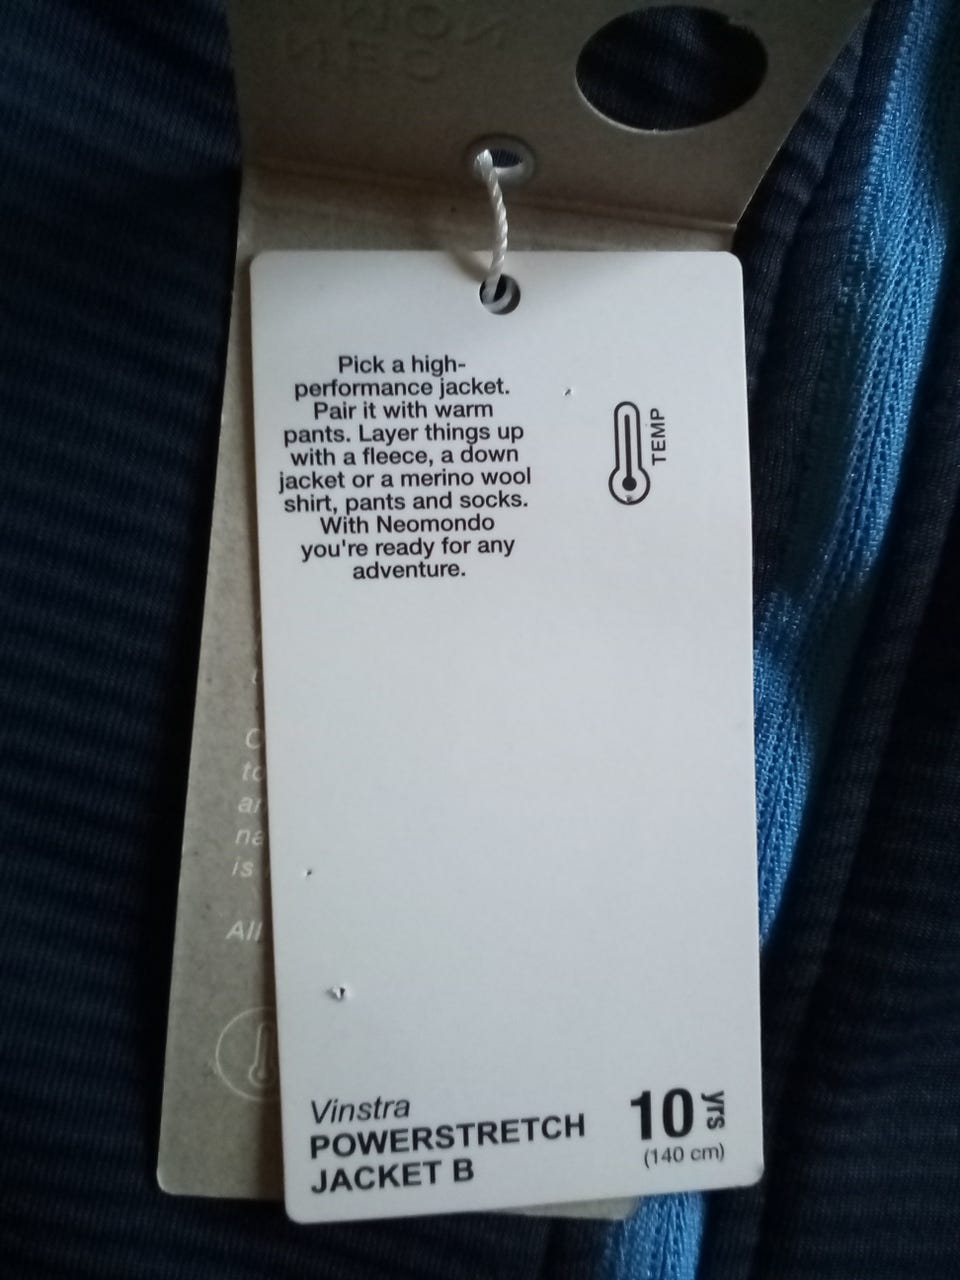 Pick a high-
performance jacket.
Pair it with warm
pants. Layer things up
with a fleece, a down
jacket or a merino wool
shirt, pants and socks.
With Neomondo
you're ready for any
adventure.
TEMP
is
All
Vinstra
POWERSTRETCH
JACKET B
10 yrs
(140 cm)